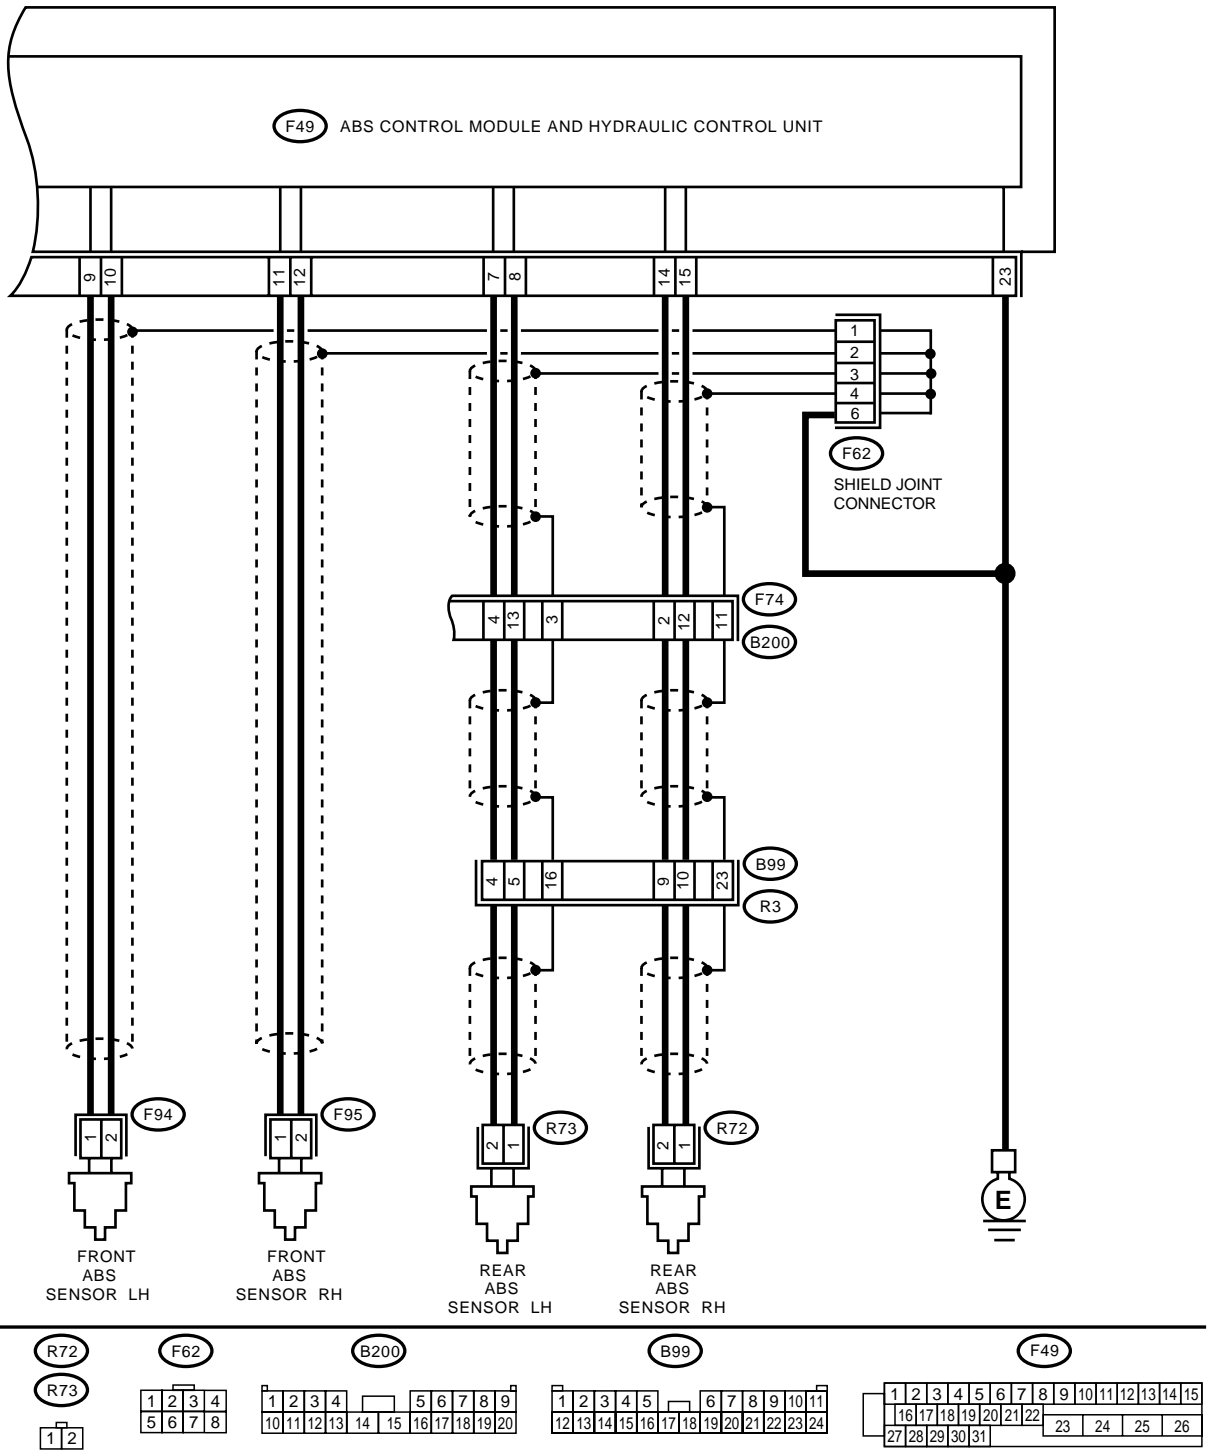 F49 ABS CONTROL MODULE AND HYDRAULIC CONTROL UNIT
9 10 11 12 7 8 14 15 23
1
2
3
4
6
F62
SHIELD JOINT
CONNECTOR
4 13 3 2 12 11
F74
B200
4 5 16 9 10 23
B99
R3
F94 F95 R73 R72
1 2 1 2 2 1 2 1
E
FRONT
ABS
SENSOR LH
FRONT
ABS
SENSOR RH
REAR
ABS
SENSOR LH
REAR
ABS
SENSOR RH
R72
R73
1 2
F62
1 2 3 4
5 6 7 8
B200
1 2 3 4 5 6 7 8 9
10 11 12 13 14 15 16 17 18 19 20
B99
1 2 3 4 5 6 7 8 9 10 11
12 13 14 15 16 17 18 19 20 21 22 23 24
F49
1 2 3 4 5 6 7 8 9 10 11 12 13 14 15
16 17 18 19 20 21 22 23 24 25 26
27 28 29 30 31